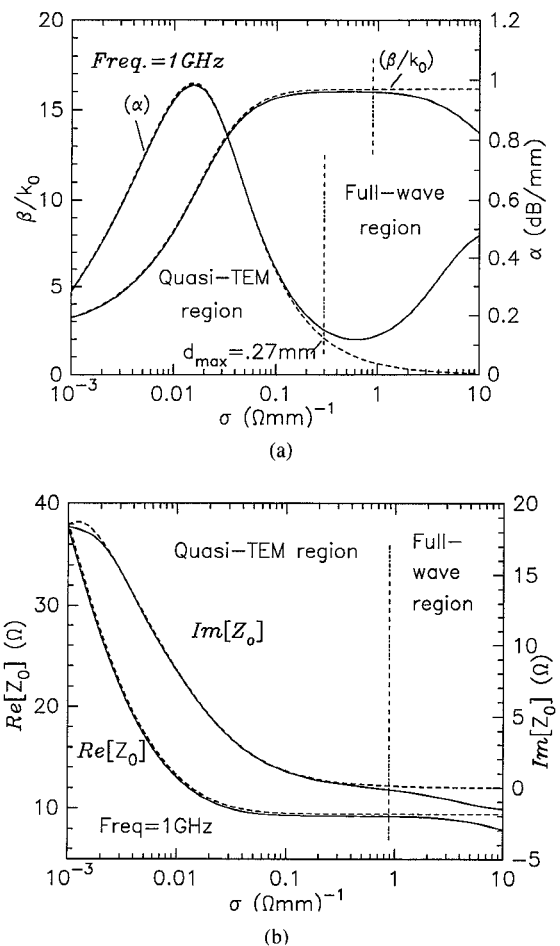 20
1.2
Freq.=1GHz
(β/k₀)
(α)
16
1
15
0.8
β/k₀
10
Full-wave
region
0.6
α (dB/mm)
0.4
5
Quasi-TEM
region
0.2
d_max=.27mm
0
0
10⁻³
0.01
0.1
1
10
σ (Ωmm)⁻¹
(a)
40
20
Quasi-TEM region
Full-
wave
region
15
30
Im[Z₀]
10
Re[Z₀] (Ω)
Im[Z₀] (Ω)
20
5
Re[Z₀]
0
10
Freq=1GHz
−5
10⁻³
0.01
0.1
1
10
σ (Ωmm)⁻¹
(b)